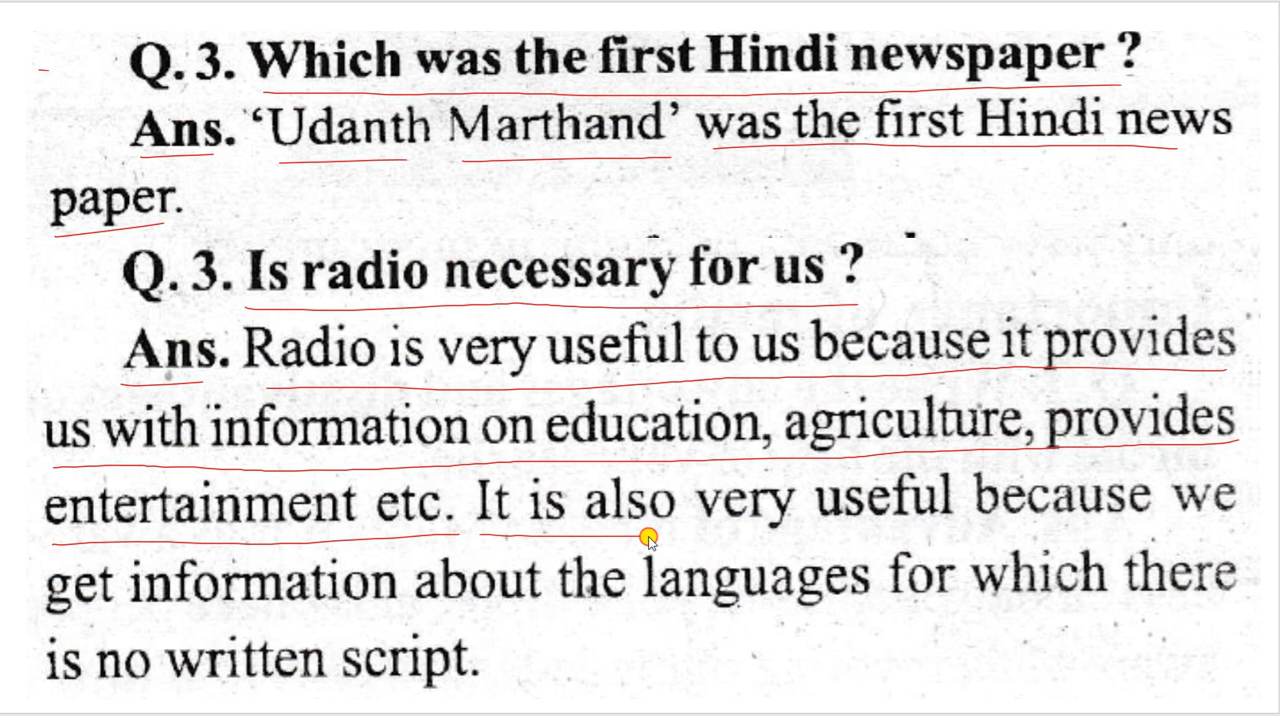 Q. 3. Which was the first Hindi newspaper ?
Ans. ‘Udanth Marthand’ was the first Hindi news
paper.
Q. 3. Is radio necessary for us ?
Ans. Radio is very useful to us because it provides
us with information on education, agriculture, provides
entertainment etc. It is also very useful because we
get information about the languages for which there
is no written script.